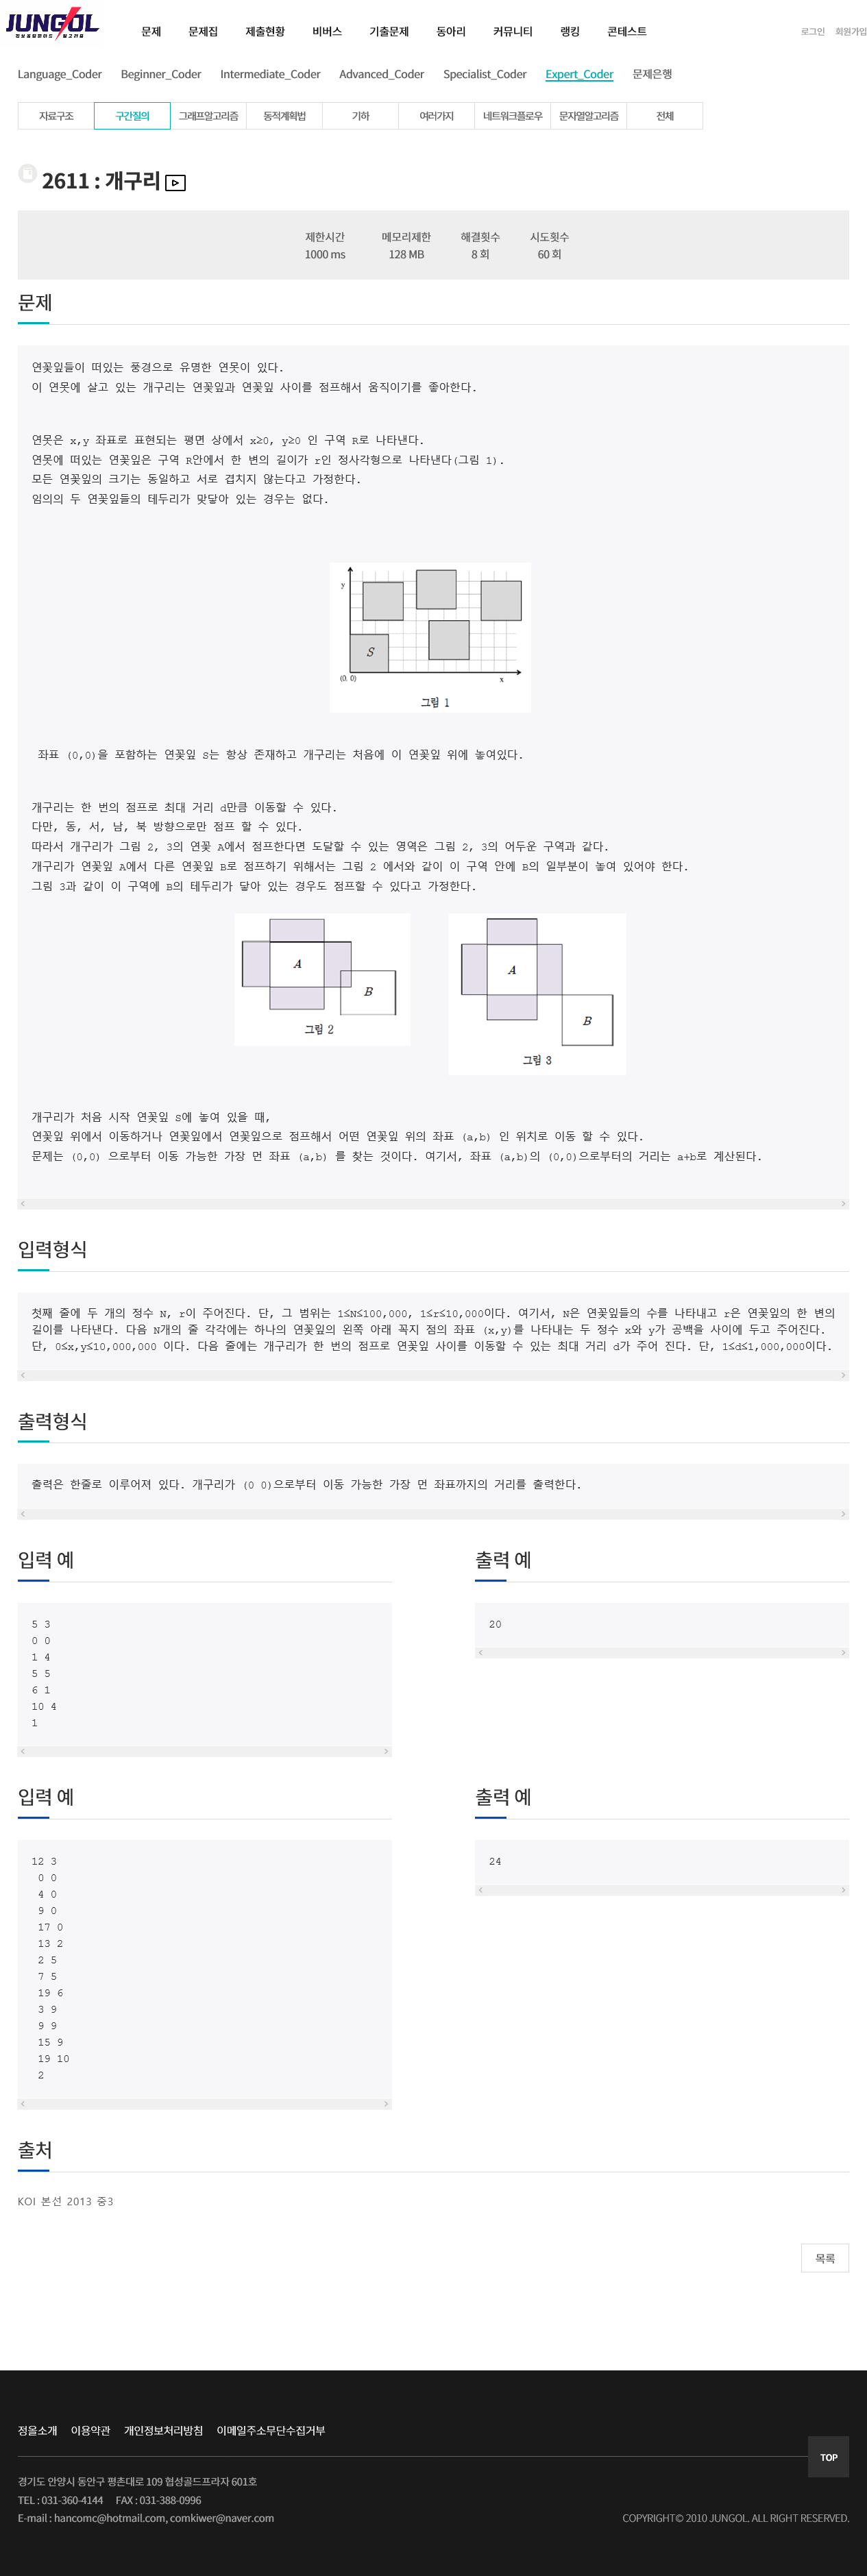 JUNGOL
정보올림피아드 알고리즘
문제 문제집 제출현황 비버스 기출문제 동아리 커뮤니티 랭킹 콘테스트
로그인 회원가입
Language_Coder Beginner_Coder Intermediate_Coder Advanced_Coder Specialist_Coder Expert_Coder 문제은행
자료구조 구간질의 그래프알고리즘 동적계획법 기하 여러가지 네트워크플로우 문자열알고리즘 전체
2611 : 개구리
제한시간 메모리제한 해결횟수 시도횟수
1000 ms 128 MB 8 회 60 회
문제
연꽃잎들이 떠있는 풍경으로 유명한 연못이 있다.
이 연못에 살고 있는 개구리는 연꽃잎과 연꽃잎 사이를 점프해서 움직이기를 좋아한다.
연못은 x,y 좌표로 표현되는 평면 상에서 x≥0, y≥0 인 구역 R로 나타낸다.
연못에 떠있는 연꽃잎은 구역 R안에서 한 변의 길이가 r인 정사각형으로 나타낸다(그림 1).
모든 연꽃잎의 크기는 동일하고 서로 겹치지 않는다고 가정한다.
임의의 두 연꽃잎들의 테두리가 맞닿아 있는 경우는 없다.
y
S
(0, 0)
x
그림 1
좌표 (0,0)을 포함하는 연꽃잎 S는 항상 존재하고 개구리는 처음에 이 연꽃잎 위에 놓여있다.
개구리는 한 번의 점프로 최대 거리 d만큼 이동할 수 있다.
다만, 동, 서, 남, 북 방향으로만 점프 할 수 있다.
따라서 개구리가 그림 2, 3의 연꽃 A에서 점프한다면 도달할 수 있는 영역은 그림 2, 3의 어두운 구역과 같다.
개구리가 연꽃잎 A에서 다른 연꽃잎 B로 점프하기 위해서는 그림 2 에서와 같이 이 구역 안에 B의 일부분이 놓여 있어야 한다.
그림 3과 같이 이 구역에 B의 테두리가 닿아 있는 경우도 점프할 수 있다고 가정한다.
A
B
그림 2
A
B
그림 3
개구리가 처음 시작 연꽃잎 S에 놓여 있을 때,
연꽃잎 위에서 이동하거나 연꽃잎에서 연꽃잎으로 점프해서 어떤 연꽃잎 위의 좌표 (a,b) 인 위치로 이동 할 수 있다.
문제는 (0,0) 으로부터 이동 가능한 가장 먼 좌표 (a,b) 를 찾는 것이다. 여기서, 좌표 (a,b)의 (0,0)으로부터의 거리는 a+b로 계산된다.
입력형식
첫째 줄에 두 개의 정수 N, r이 주어진다. 단, 그 범위는 1≤N≤100,000, 1≤r≤10,000이다. 여기서, N은 연꽃잎들의 수를 나타내고 r은 연꽃잎의 한 변의
길이를 나타낸다. 다음 N개의 줄 각각에는 하나의 연꽃잎의 왼쪽 아래 꼭지 점의 좌표 (x,y)를 나타내는 두 정수 x와 y가 공백을 사이에 두고 주어진다.
단, 0≤x,y≤10,000,000 이다. 다음 줄에는 개구리가 한 번의 점프로 연꽃잎 사이를 이동할 수 있는 최대 거리 d가 주어 진다. 단, 1≤d≤1,000,000이다.
출력형식
출력은 한줄로 이루어져 있다. 개구리가 (0 0)으로부터 이동 가능한 가장 먼 좌표까지의 거리를 출력한다.
입력 예
5 3
0 0
1 4
5 5
6 1
10 4
1
출력 예
20
입력 예
12 3
0 0
4 0
9 0
17 0
13 2
2 5
7 5
19 6
3 9
9 9
15 9
19 10
2
출력 예
24
출처
KOI 본선 2013 중3
목록
정올소개 이용약관 개인정보처리방침 이메일주소무단수집거부
TOP
경기도 안양시 동안구 평촌대로 109 협성골드프라자 601호
TEL : 031-360-4144 FAX : 031-388-0996
E-mail : hancomc@hotmail.com, comkiwer@naver.com
COPYRIGHT© 2010 JUNGOL. ALL RIGHT RESERVED.